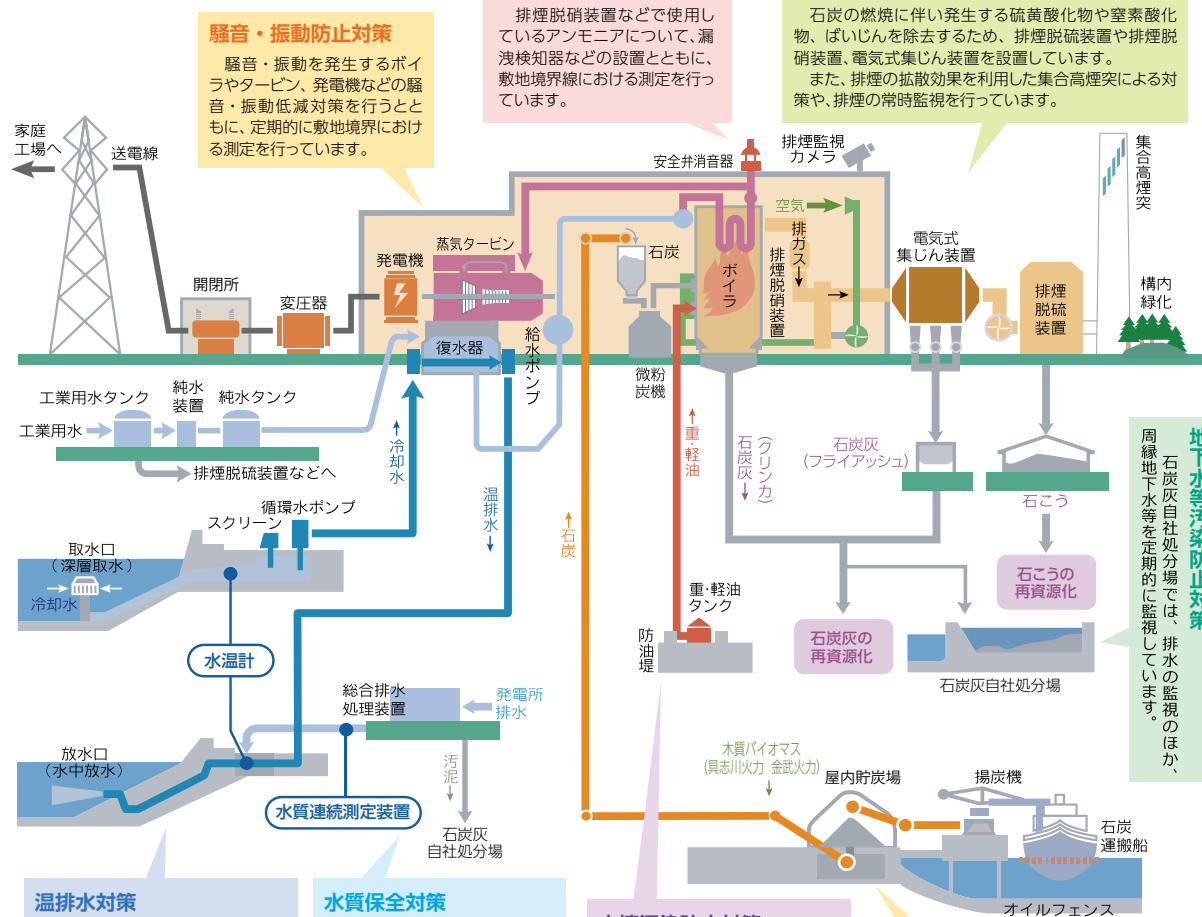 騒音・振動防止対策
騒音・振動を発生するボイ
ラやタービン、発電機などの騒
音・振動低減対策を行うとと
もに、定期的に敷地境界におけ
る測定を行っています。
排煙脱硝装置などで使用し
ているアンモニアについて、漏
洩検知器などの設置とともに、
敷地境界線における測定を行っ
ています。
石炭の燃焼に伴い発生する硫黄酸化物や窒素酸化
物、ばいじんを除去するため、排煙脱硫装置や排煙脱
硝装置、電気式集じん装置を設置しています。
また、排煙の拡散効果を利用した集合高煙突による対
策や、排煙の常時監視を行っています。
家庭
工場へ
送電線
開閉所
変圧器
発電機
蒸気タービン
復水器
給水ポンプ
安全弁消音器
排煙監視
カメラ
空気
石炭
ボイラ
排ガス
排煙脱硝装置
電気式
集じん装置
排煙
脱硫
装置
集合高煙突
構内
緑化
微粉
炭機
工業用水タンク
純水
装置
純水タンク
工業用水
排煙脱硫装置などへ
冷却水
温排水
石炭
重・軽油
石炭灰
(クリンカ)
石炭灰
(フライアッシュ)
石こう
石こうの
再資源化
石炭灰の
再資源化
石炭灰自社処分場
地下水等汚染防止対策
石炭灰自社処分場では、排水の監視のほか、
周縁地下水等を定期的に監視しています。
循環水ポンプ
スクリーン
取水口
(深層取水)
冷却水
水温計
重・軽油
タンク
防油堤
総合排水
処理装置
発電所
排水
汚泥
石炭灰
自社処分場
放水口
(水中放水)
水質連続測定装置
木質バイオマス
(具志川火力 金武火力)
屋内貯炭場
揚炭機
石炭
運搬船
オイルフェンス
温排水対策
水質保全対策